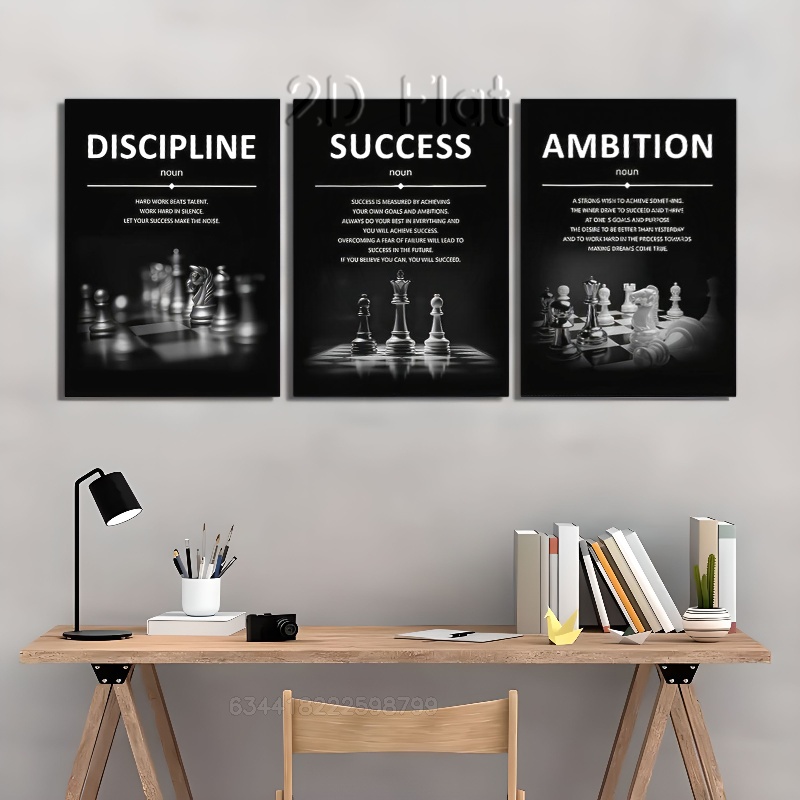 2D Flat
DISCIPLINE
noun
HARD WORK BEATS TALENT.
WORK HARD IN SILENCE.
LET YOUR SUCCESS MAKE THE NOISE.
SUCCESS
noun
SUCCESS IS MEASURED BY ACHIEVING
YOUR OWN GOALS AND AMBITIONS.
ALWAYS DO YOUR BEST IN EVERYTHING AND
YOU WILL ACHIEVE SUCCESS.
OVERCOMING A FEAR OF FAILURE WILL LEAD TO
SUCCESS IN THE FUTURE.
IF YOU BELIEVE YOU CAN, YOU WILL SUCCEED.
AMBITION
noun
A STRONG WISH TO ACHIEVE SOMETHING.
THE INNER DRIVE TO SUCCEED AND THRIVE
AT ONE'S GOALS AND PURPOSE
THE DESIRE TO BE BETTER THAN YESTERDAY
AND TO WORK HARD IN THE PROCESS TOWARDS
MAKING DREAMS COME TRUE.
634418222598799